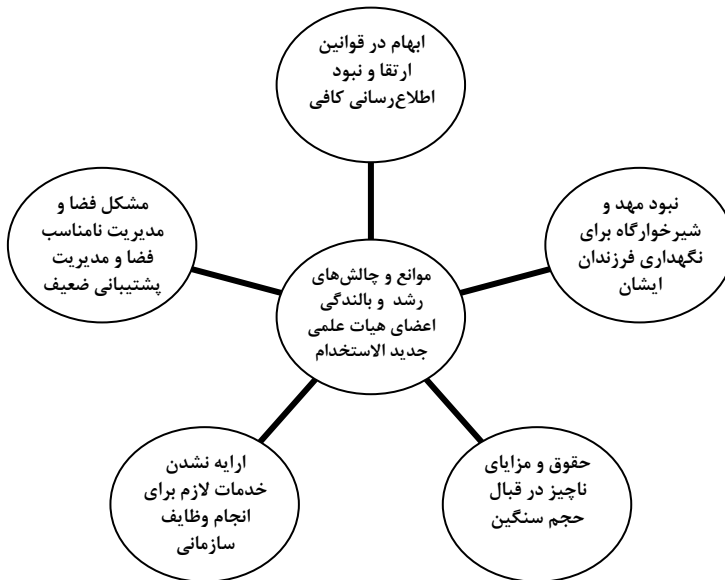 ابهام در قوانین
ارتقا و نبود
اطلاع‌رسانی کافی
نبود مهد و
شیرخوارگاه برای
نگهداری فرزندان
ایشان
مشکل فضا و
مدیریت نامناسب
فضا و مدیریت
پشتیبانی ضعیف
موانع و چالش‌های
رشد و بالندگی
اعضای هیات علمی
جدید الاستخدام
حقوق و مزایای
ناچیز در قبال
حجم سنگین
ارایه نشدن
خدمات لازم برای
انجام وظایف
سازمانی